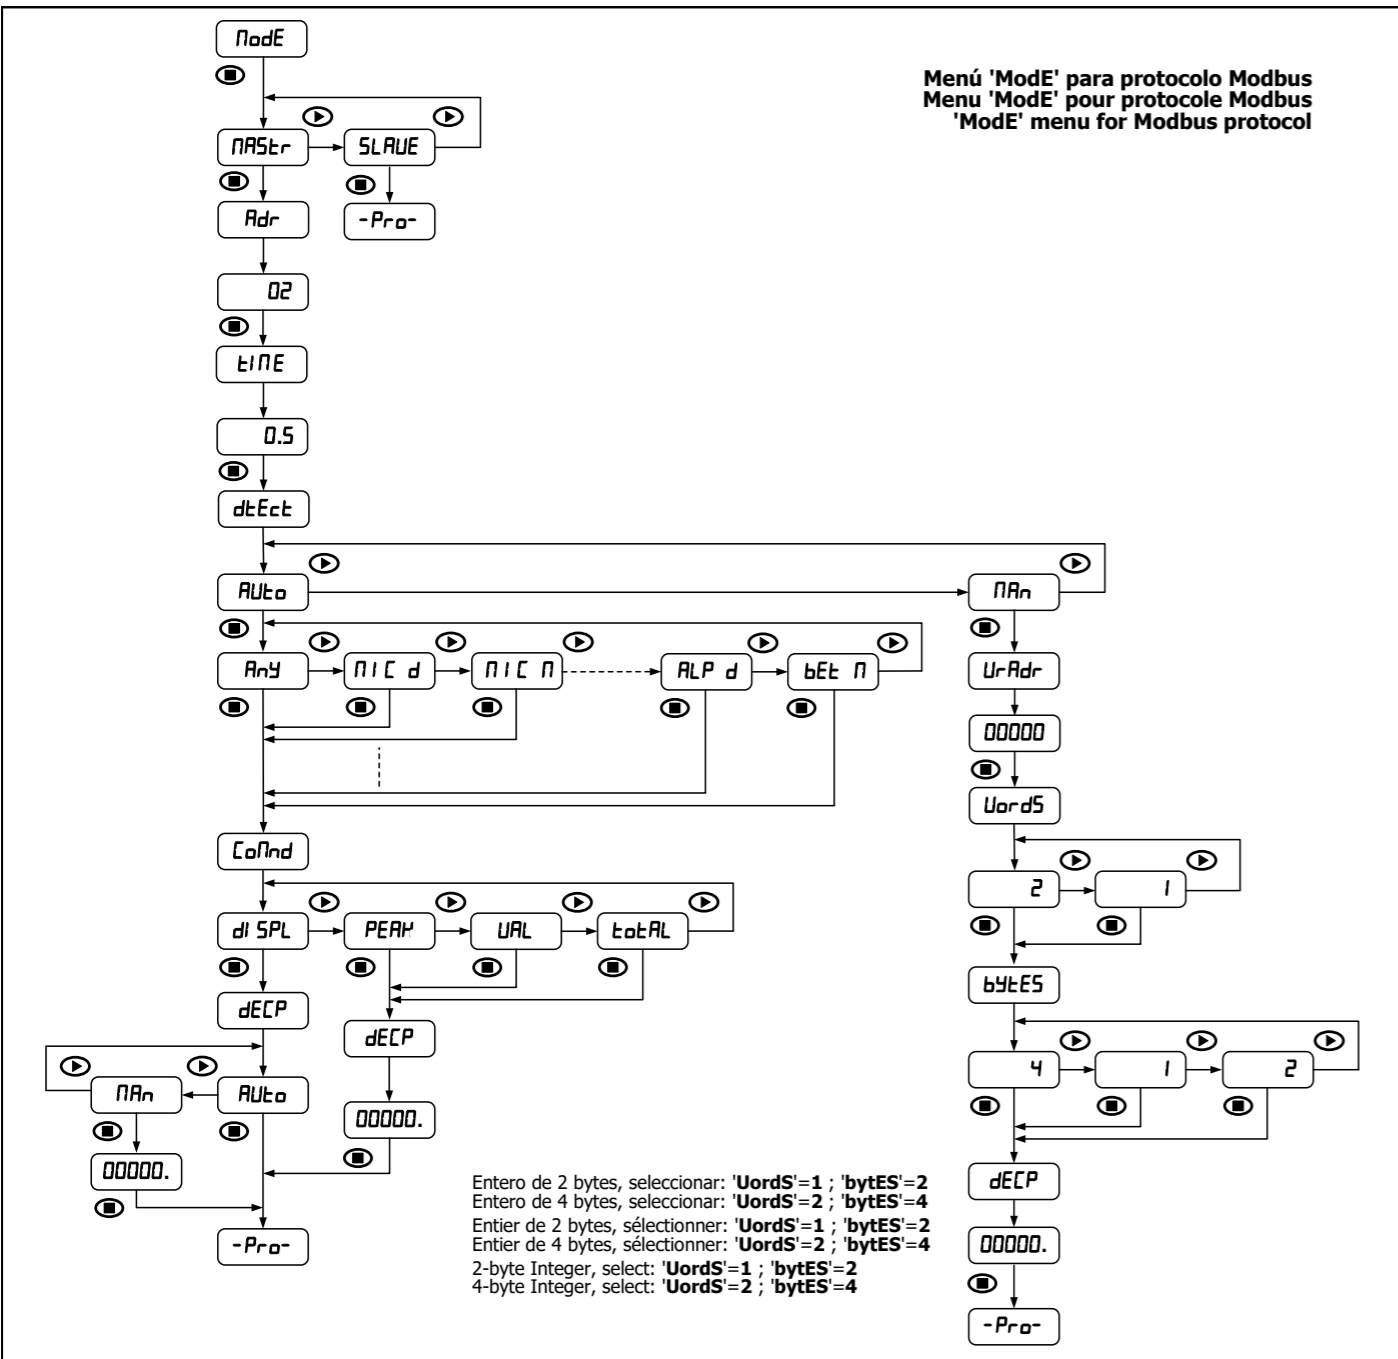 ModE
Menú 'ModE' para protocolo Modbus
Menu 'ModE' pour protocole Modbus
'ModE' menu for Modbus protocol
MAStr
SLAVE
Adr
-Pro-
02
tIME
0.5
dtEct
AUto
MAn
Any
MIC d
MIC M
ALP d
bEt M
UrAdr
00000
UordS
2
1
CoMnd
dISPL
PEAK
VAL
totAL
bYtES
4
1
2
dECP
dECP
MAn
AUto
00000.
00000.
-Pro-
Entero de 2 bytes, seleccionar: 'UordS'=1 ; 'bytES'=2
Entero de 4 bytes, seleccionar: 'UordS'=2 ; 'bytES'=4
Entier de 2 bytes, sélectionner: 'UordS'=1 ; 'bytES'=2
Entier de 4 bytes, sélectionner: 'UordS'=2 ; 'bytES'=4
2-byte Integer, select: 'UordS'=1 ; 'bytES'=2
4-byte Integer, select: 'UordS'=2 ; 'bytES'=4
dECP
00000.
-Pro-